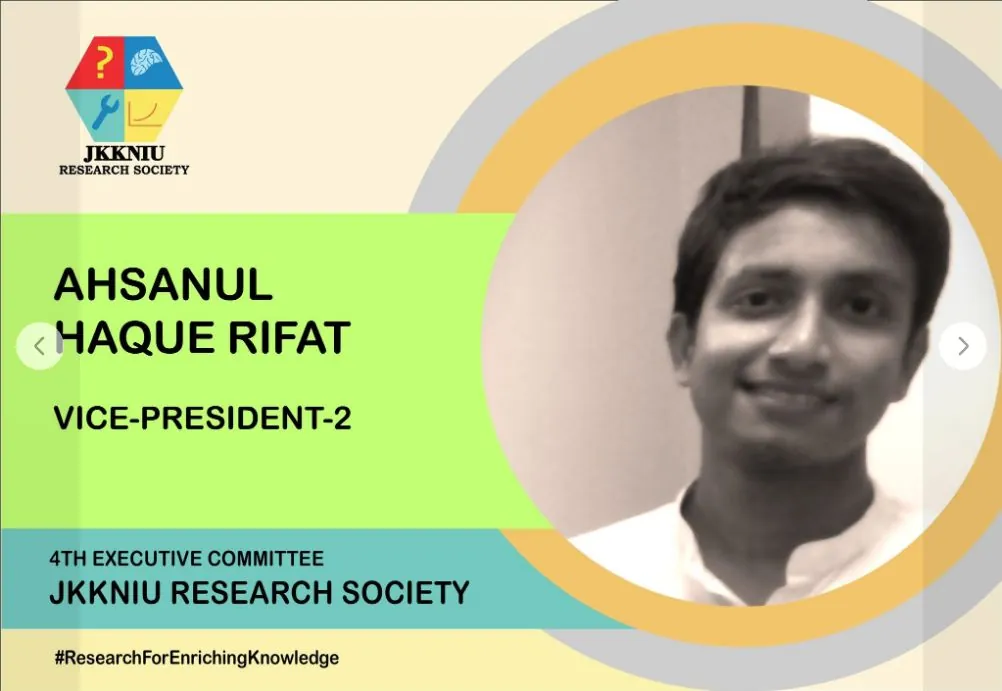 ?
JKKNIU
RESEARCH SOCIETY
AHSANUL
HAQUE RIFAT
VICE-PRESIDENT-2
4TH EXECUTIVE COMMITTEE
JKKNIU RESEARCH SOCIETY
#ResearchForEnrichingKnowledge